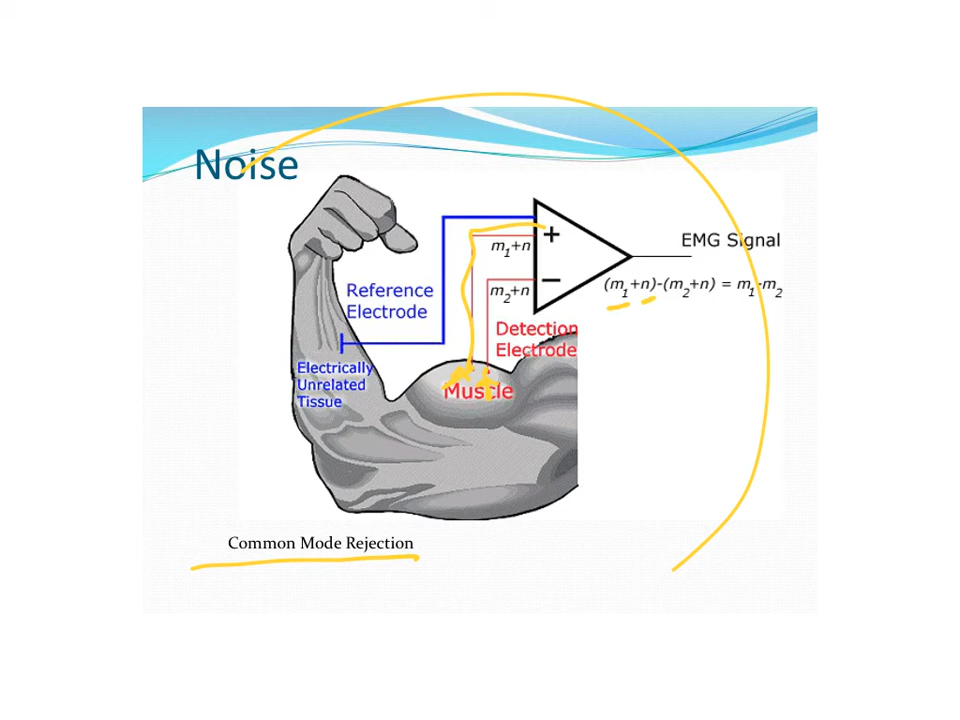 Noise
+
m₁+n
EMG Signal
m₂+n
−
(m₁+n)-(m₂+n) = m₁-m₂
Reference
Electrode
Detection
Electrode
Electrically
Unrelated
Tissue
Muscle
Common Mode Rejection